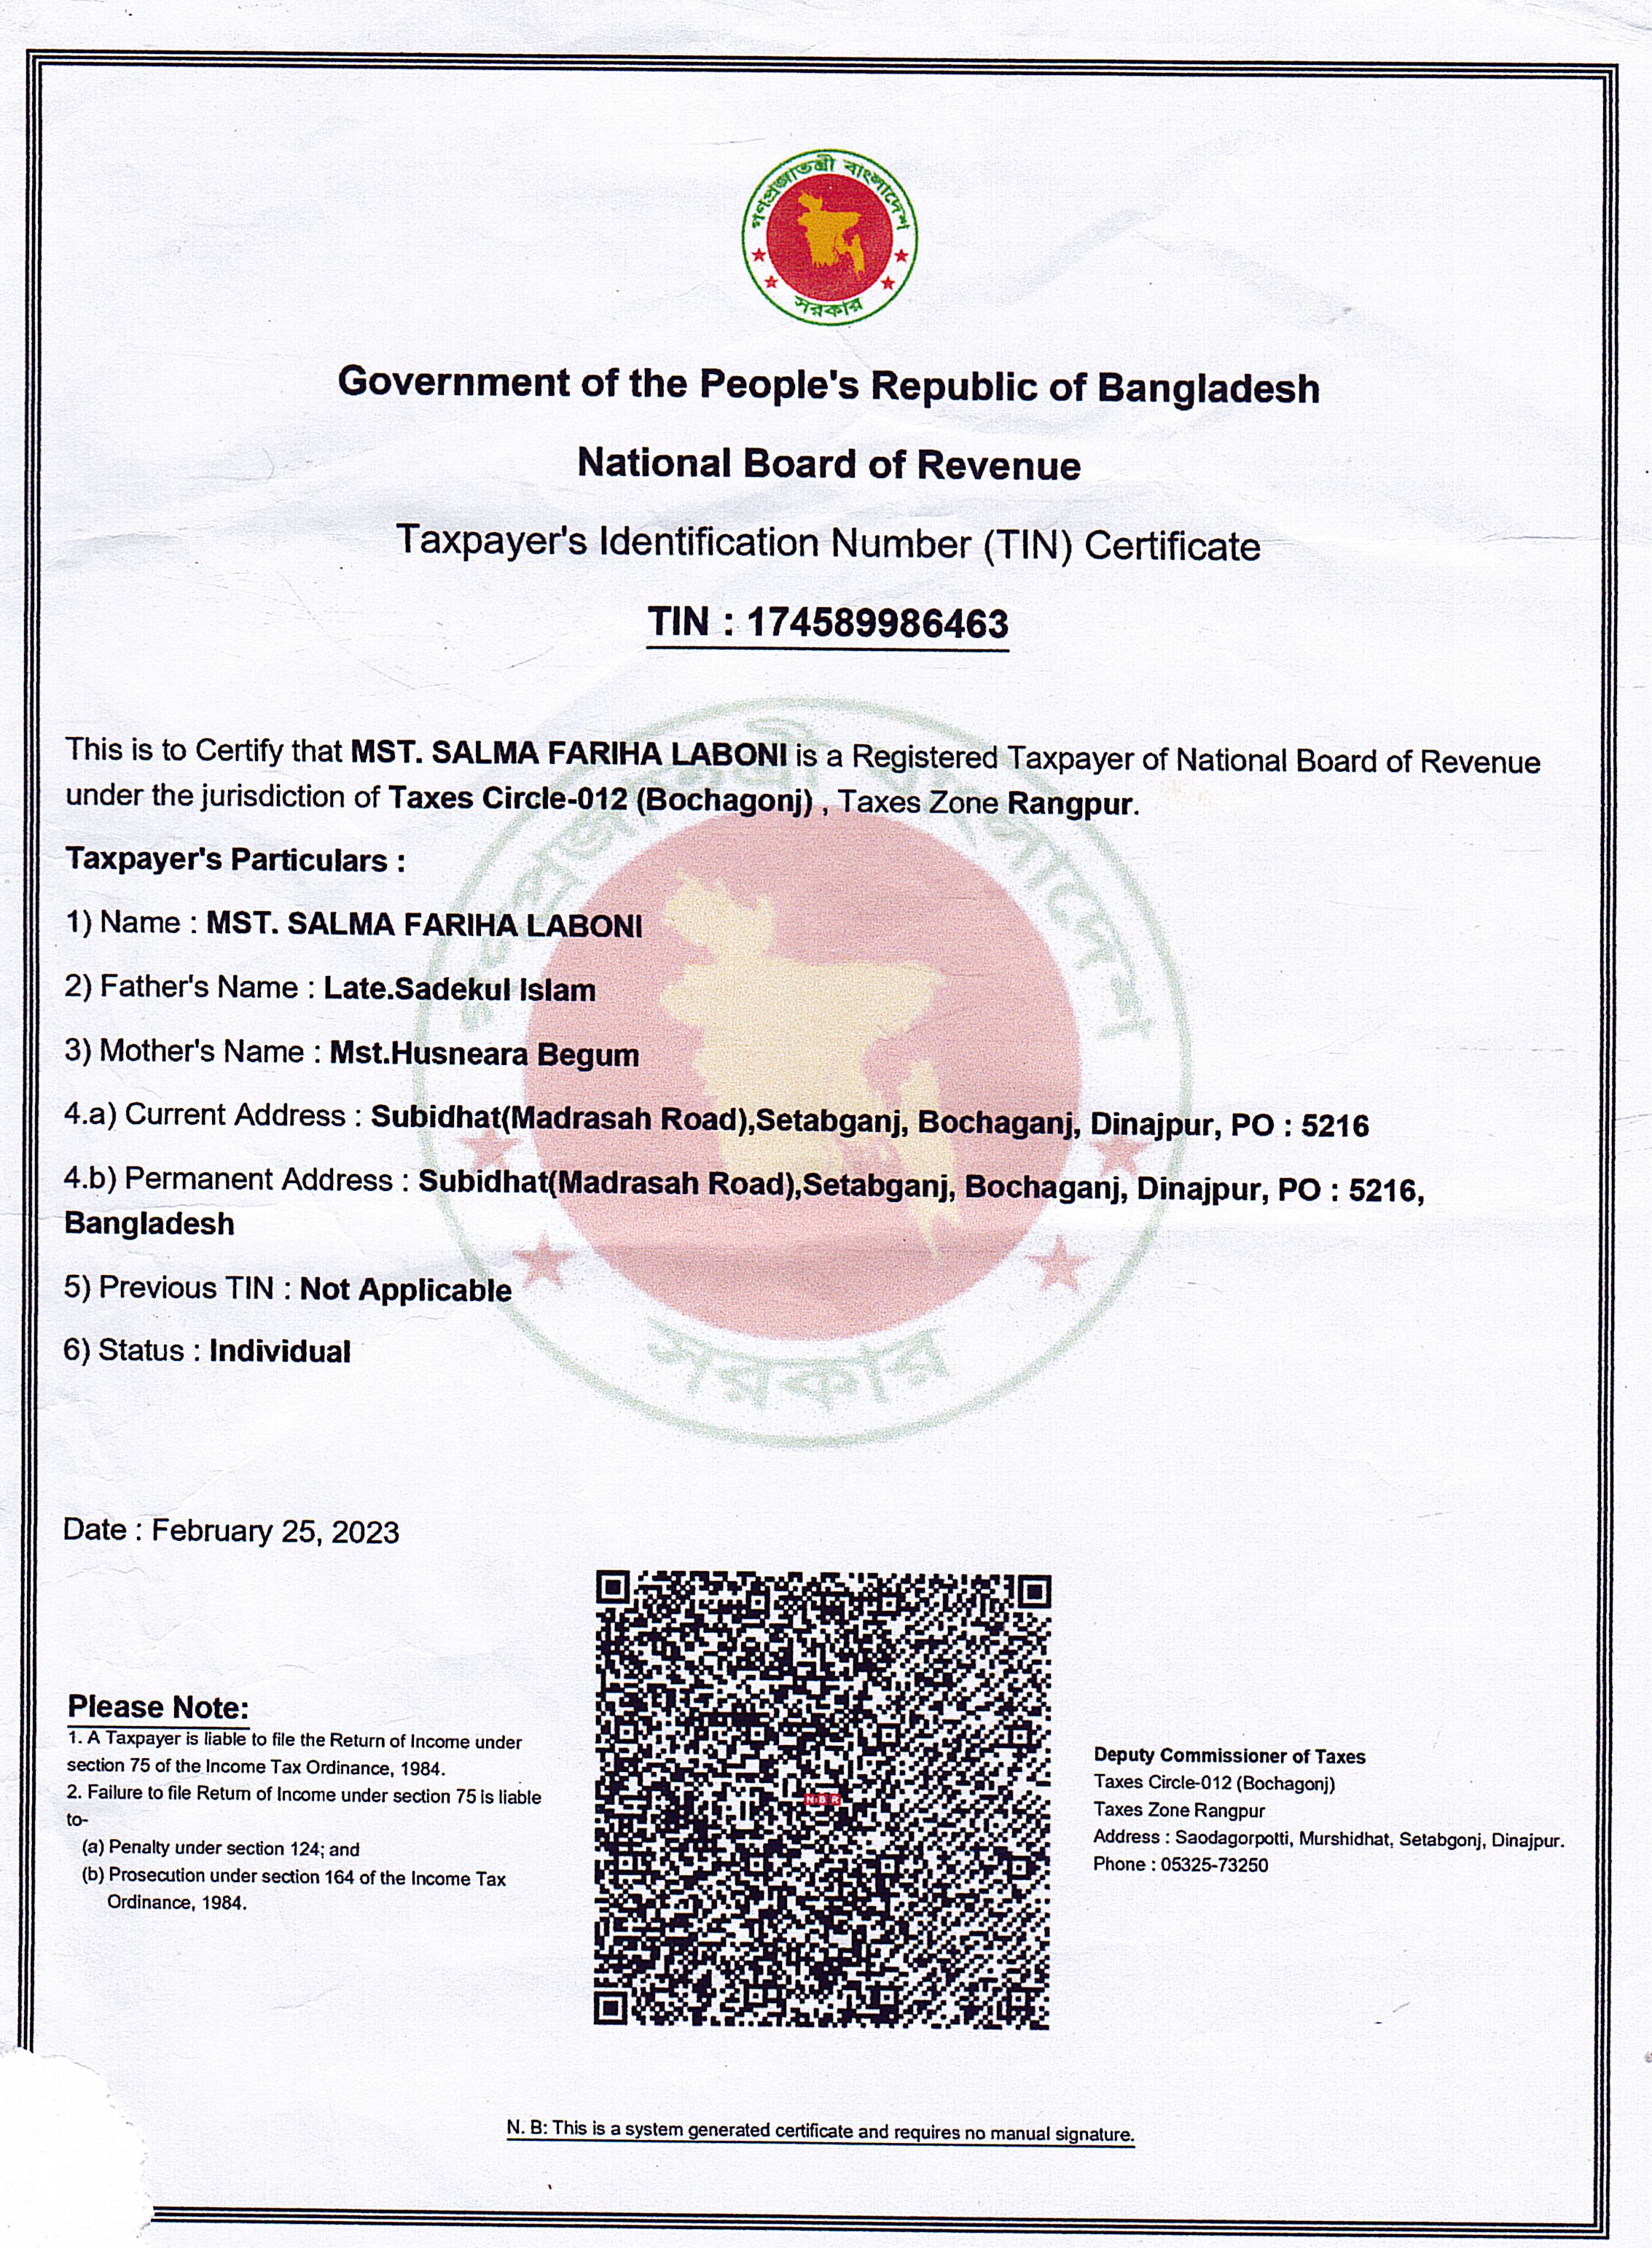 গণপ্রজাতন্ত্রী বাংলাদেশ
সরকার
Government of the People's Republic of Bangladesh
National Board of Revenue
Taxpayer's Identification Number (TIN) Certificate
TIN : 174589986463
This is to Certify that MST. SALMA FARIHA LABONI is a Registered Taxpayer of National Board of Revenue
under the jurisdiction of Taxes Circle-012 (Bochagonj) , Taxes Zone Rangpur.
Taxpayer's Particulars :
1) Name : MST. SALMA FARIHA LABONI
2) Father's Name : Late.Sadekul Islam
3) Mother's Name : Mst.Husneara Begum
4.a) Current Address : Subidhat(Madrasah Road),Setabganj, Bochaganj, Dinajpur, PO : 5216
4.b) Permanent Address : Subidhat(Madrasah Road),Setabganj, Bochaganj, Dinajpur, PO : 5216,
Bangladesh
5) Previous TIN : Not Applicable
6) Status : Individual
গণপ্রজাতন্ত্রী বাংলাদেশ
সরকার
Date : February 25, 2023
Please Note:
1. A Taxpayer is liable to file the Return of Income under
section 75 of the Income Tax Ordinance, 1984.
2. Failure to file Return of Income under section 75 is liable
to-
(a) Penalty under section 124; and
(b) Prosecution under section 164 of the Income Tax
Ordinance, 1984.
NBR
Deputy Commissioner of Taxes
Taxes Circle-012 (Bochagonj)
Taxes Zone Rangpur
Address : Saodagorpotti, Murshidhat, Setabgonj, Dinajpur.
Phone : 05325-73250
N. B: This is a system generated certificate and requires no manual signature.